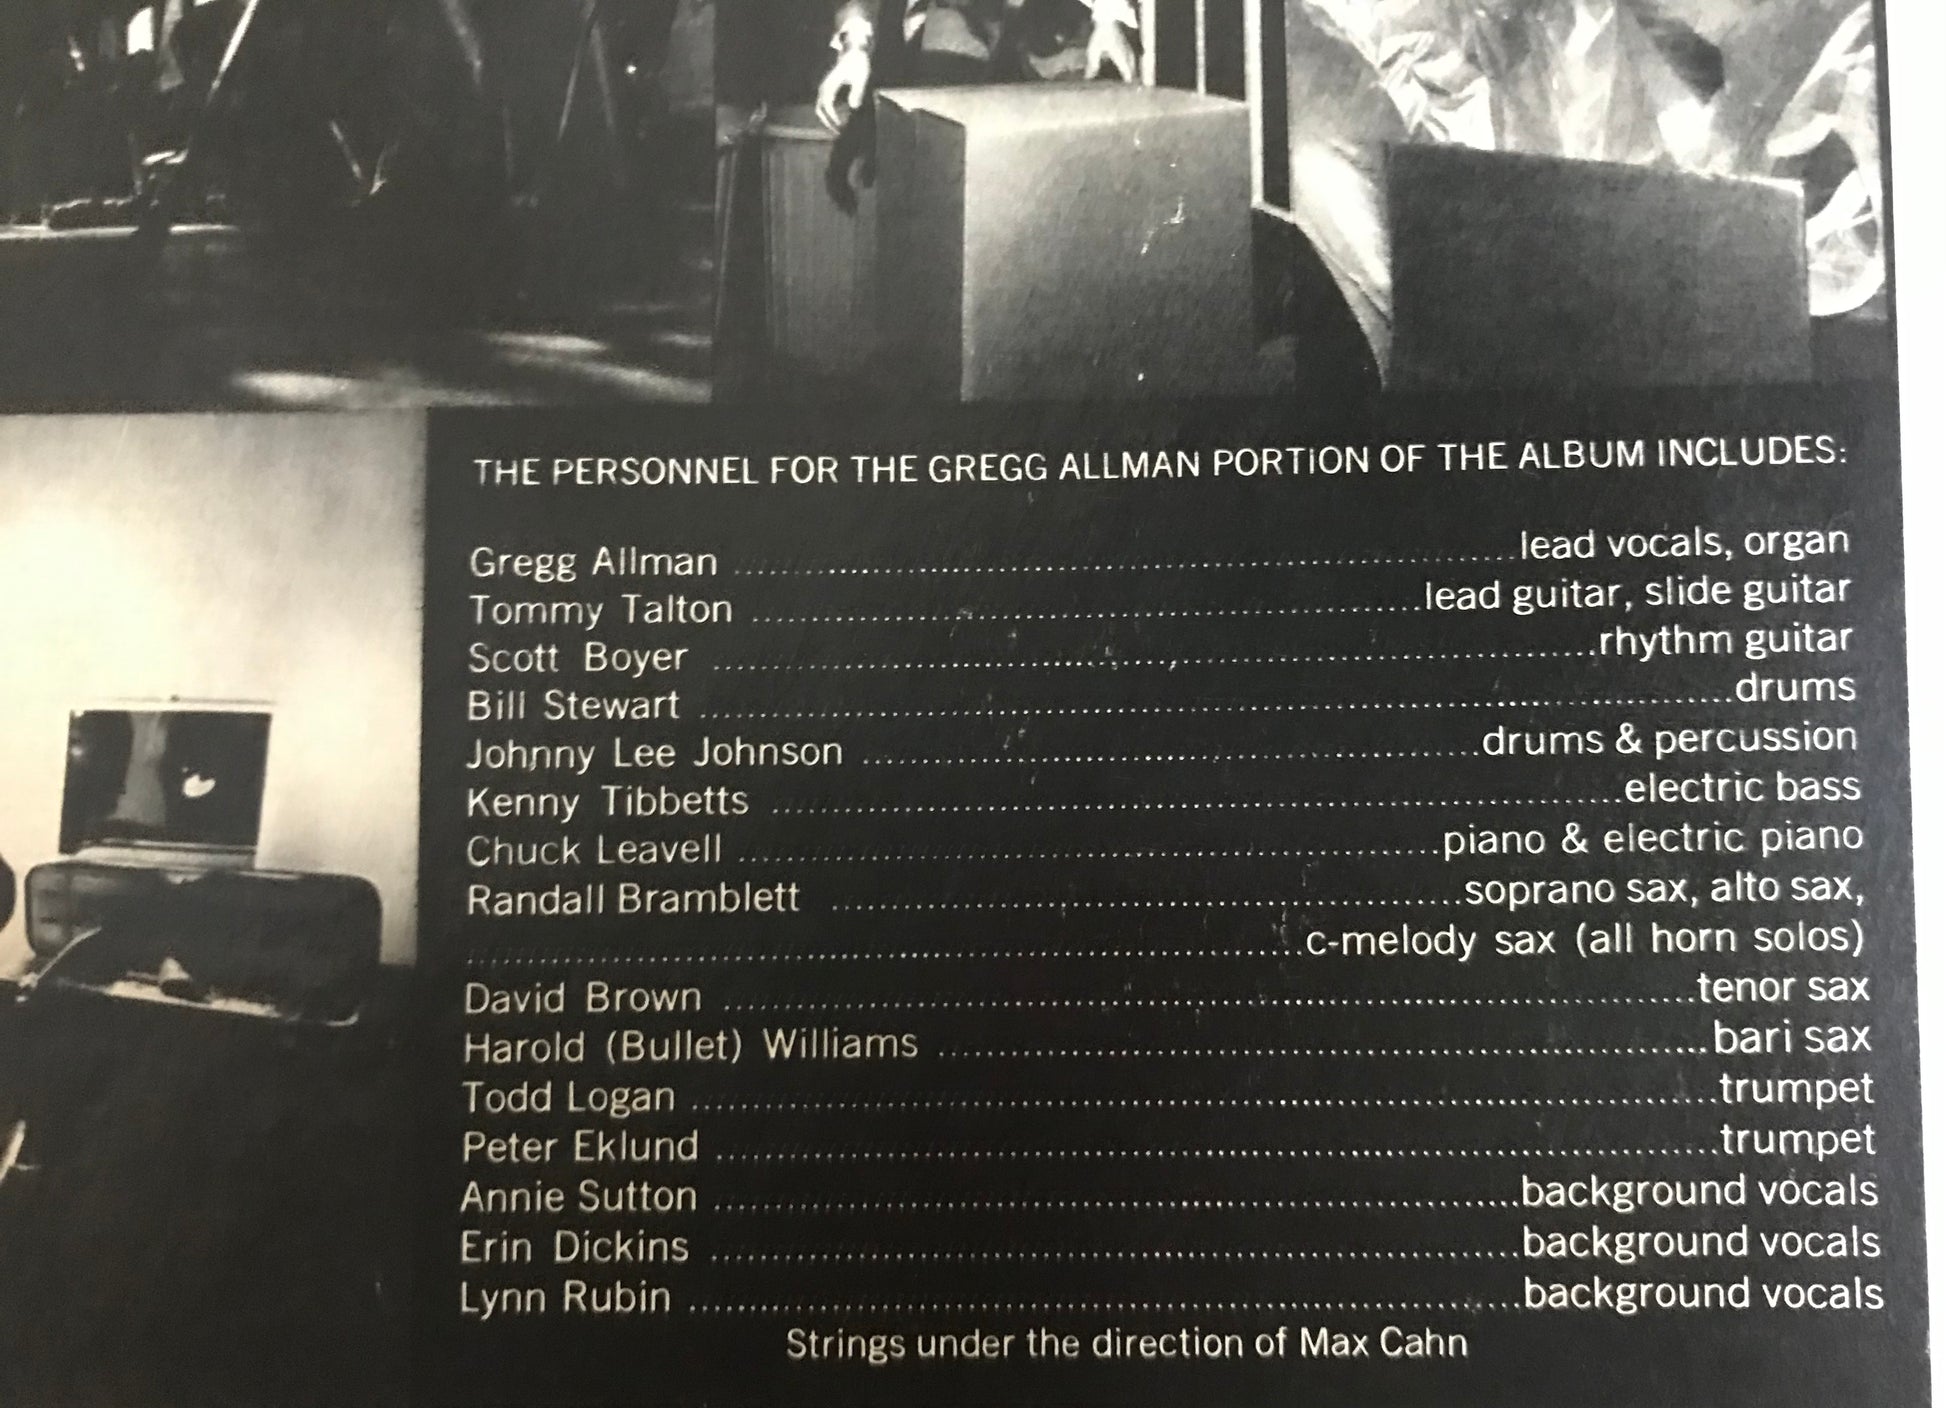 THE PERSONNEL FOR THE GREGG ALLMAN PORTION OF THE ALBUM INCLUDES:
Gregg Allman ........................lead vocals, organ
Tommy Talton ........................lead guitar, slide guitar
Scott Boyer ........................rhythm guitar
Bill Stewart ........................drums
Johnny Lee Johnson ........................drums & percussion
Kenny Tibbetts ........................electric bass
Chuck Leavell ........................piano & electric piano
Randall Bramblett ........................soprano sax, alto sax,
........................c-melody sax (all horn solos)
David Brown ........................tenor sax
Harold (Bullet) Williams ........................bari sax
Todd Logan ........................trumpet
Peter Eklund ........................trumpet
Annie Sutton ........................background vocals
Erin Dickins ........................background vocals
Lynn Rubin ........................background vocals
Strings under the direction of Max Cahn